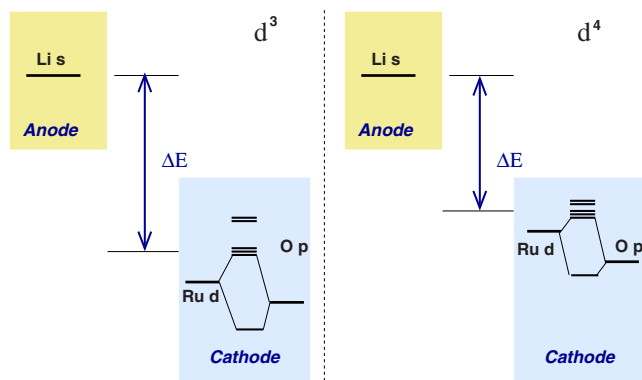 d³
Li s
Anode
ΔE
O p
Ru d
Cathode
d⁴
Li s
Anode
ΔE
Ru d
O p
Cathode